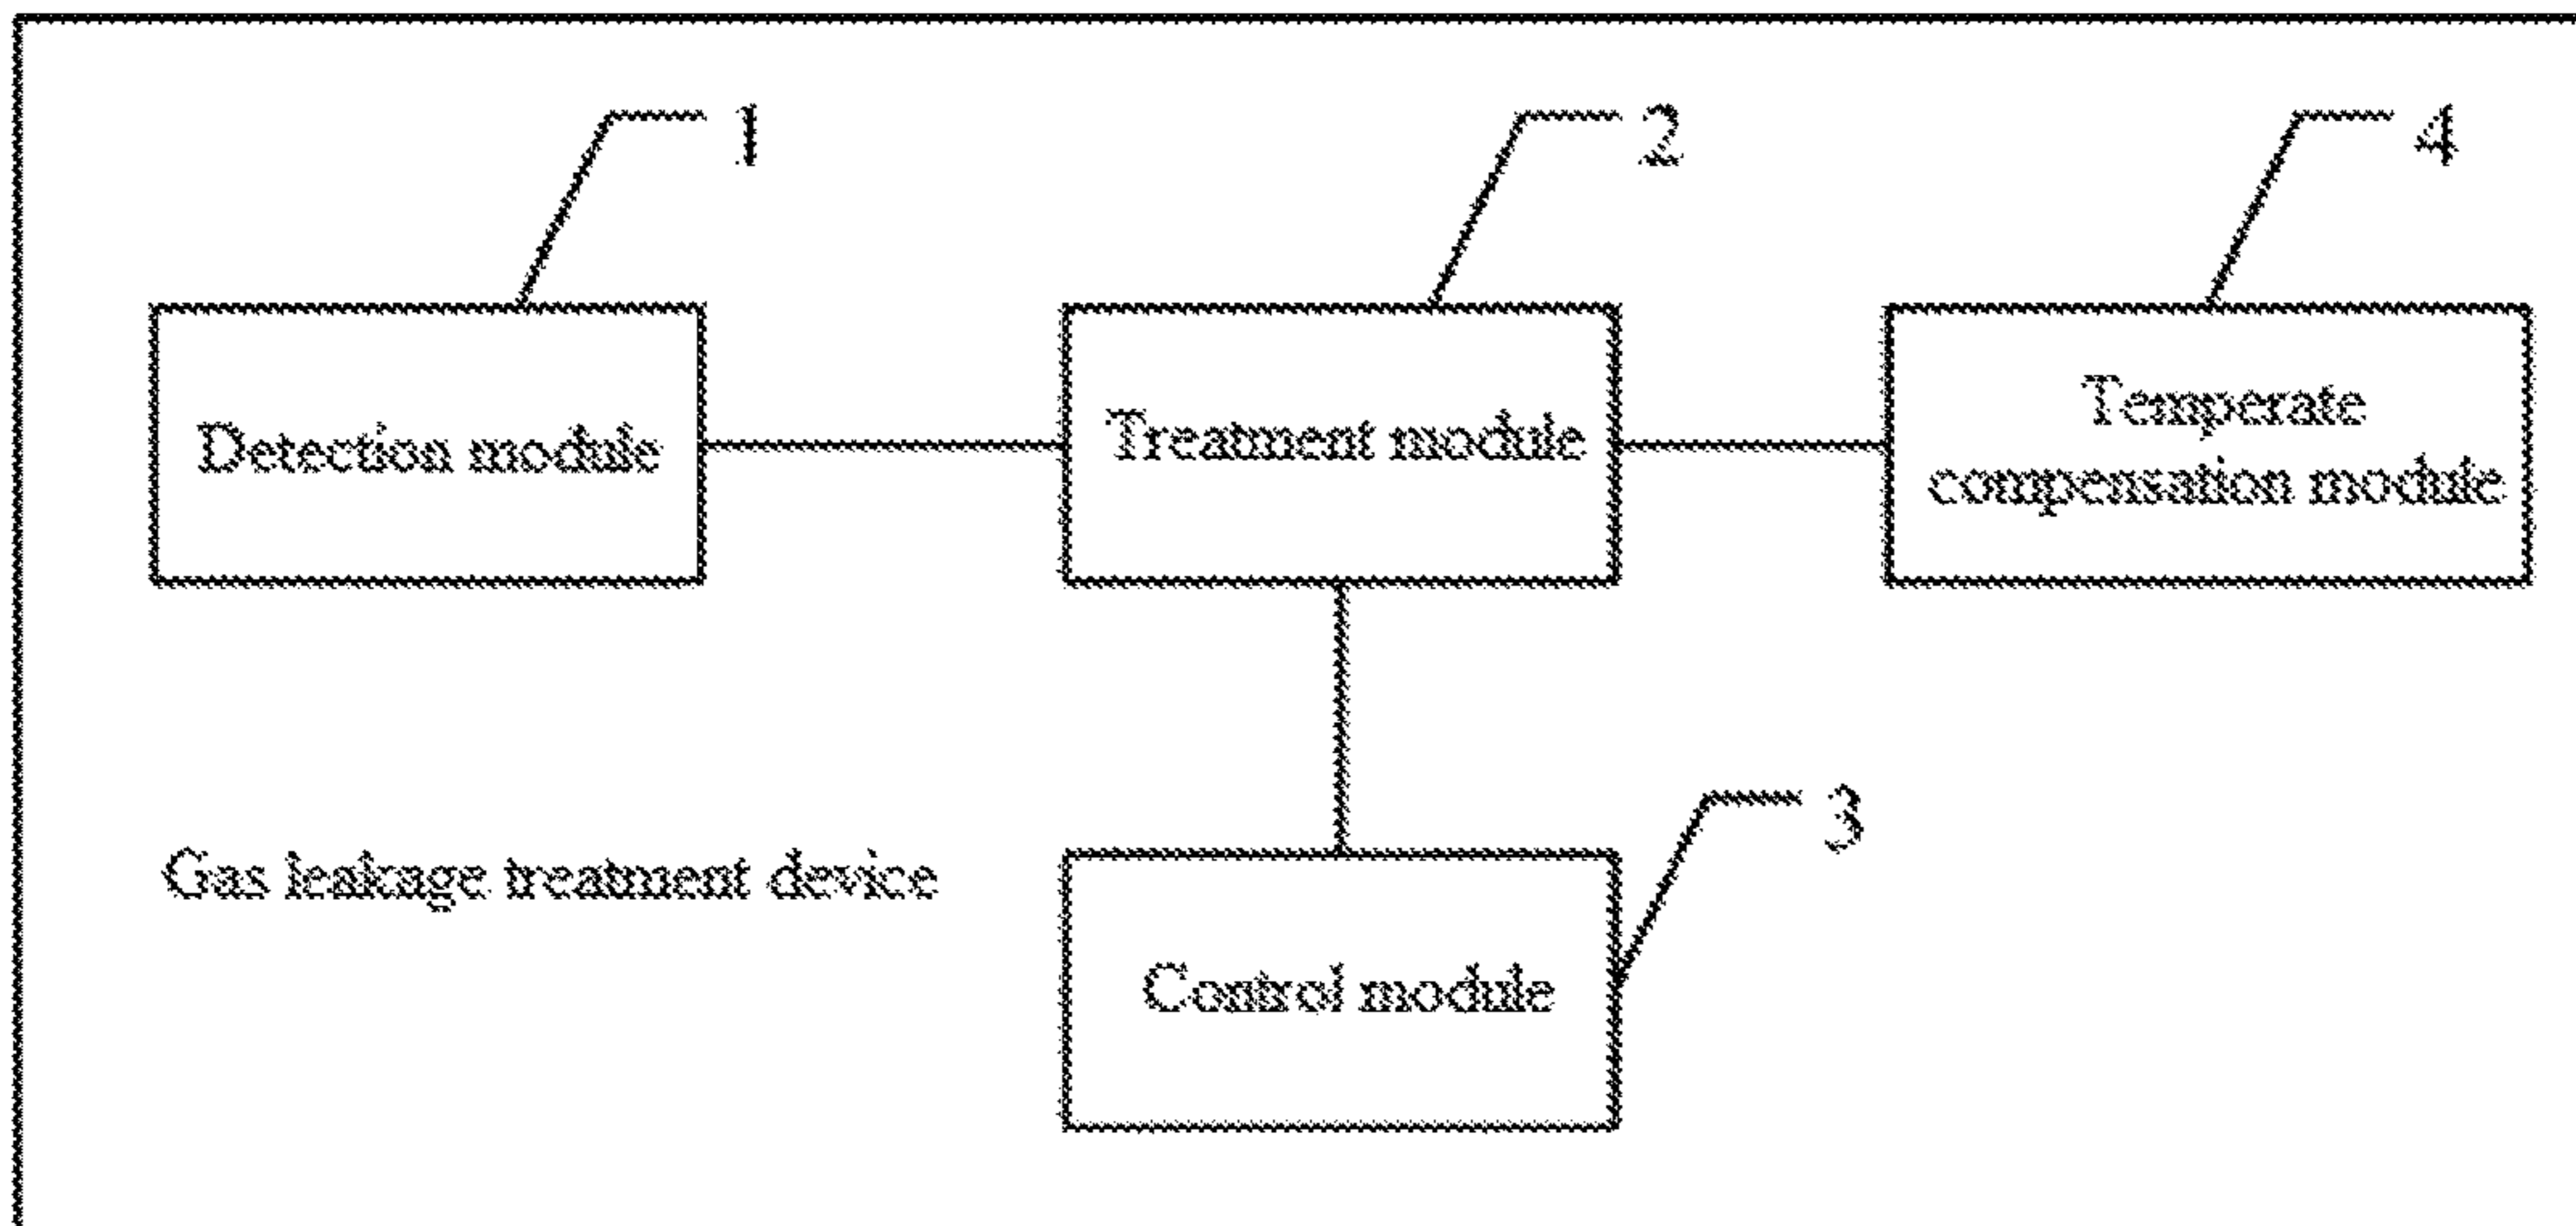 1
2
4
Detection module
Treatment module
Temperate
compensation module
3
Gas leakage treatment device
Control module